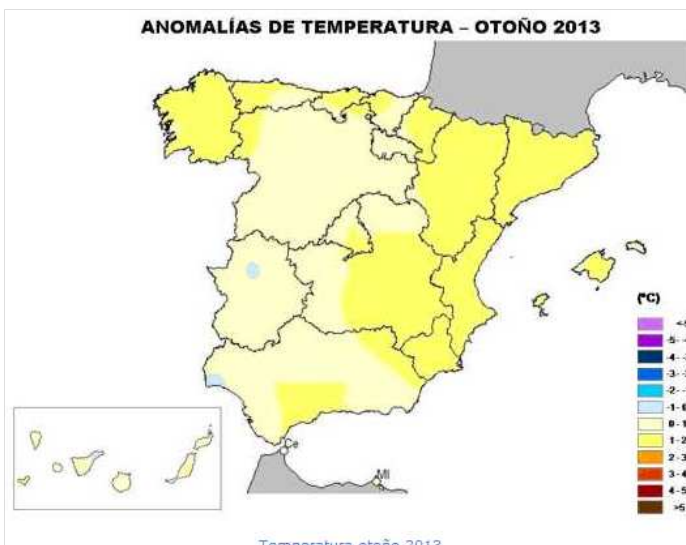 ANOMALÍAS DE TEMPERATURA – OTOÑO 2013
(ºC)
-1 - 0
0 - 1
1 - 2
2 - 3
3 - 4
4 - 5
>5
Ce
Ml
Temperatura otoño 2013